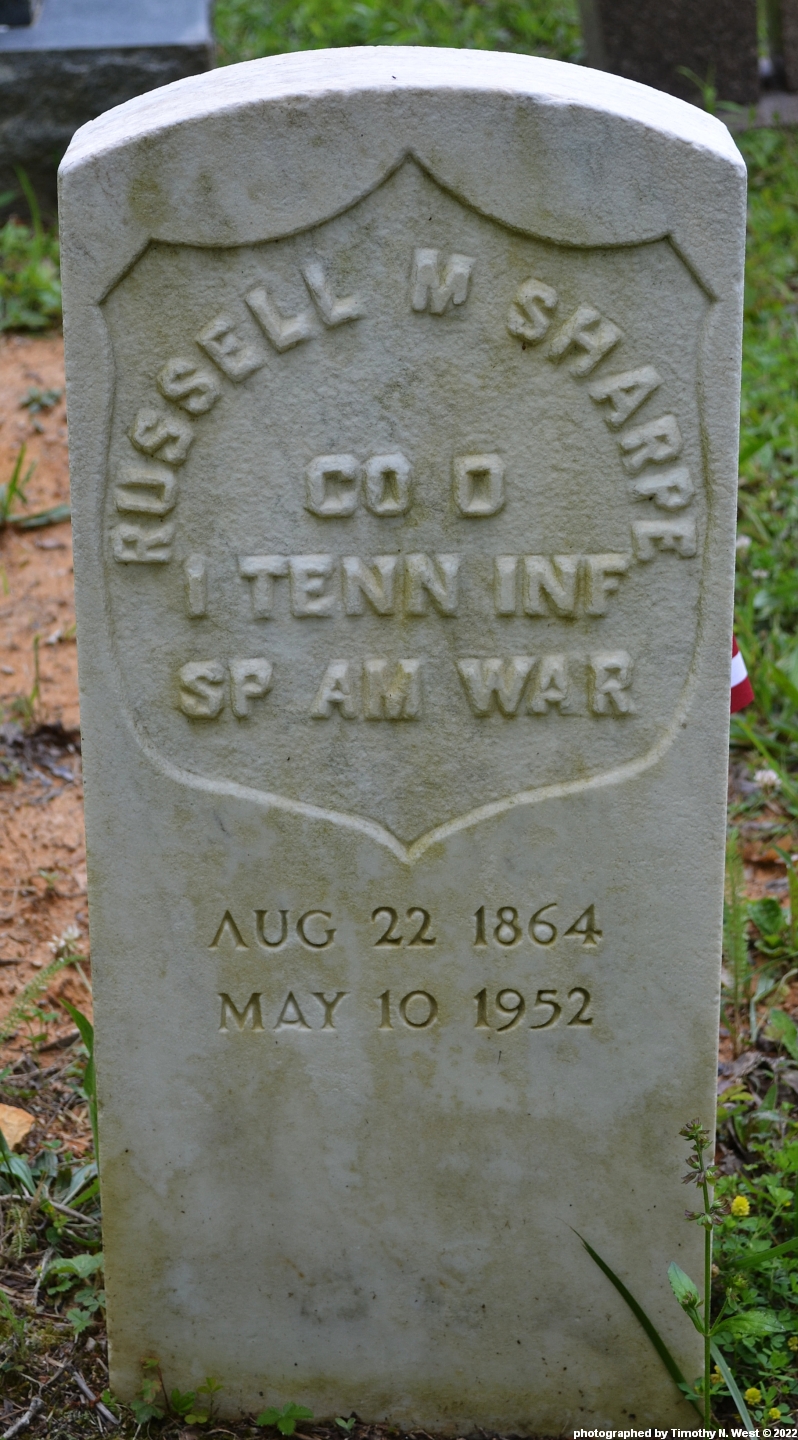 RUSSELL M SHARPE
CO D
1 TENN INF
SP AM WAR
AUG 22 1864
MAY 10 1952
photographed by Timothy N. West © 2022